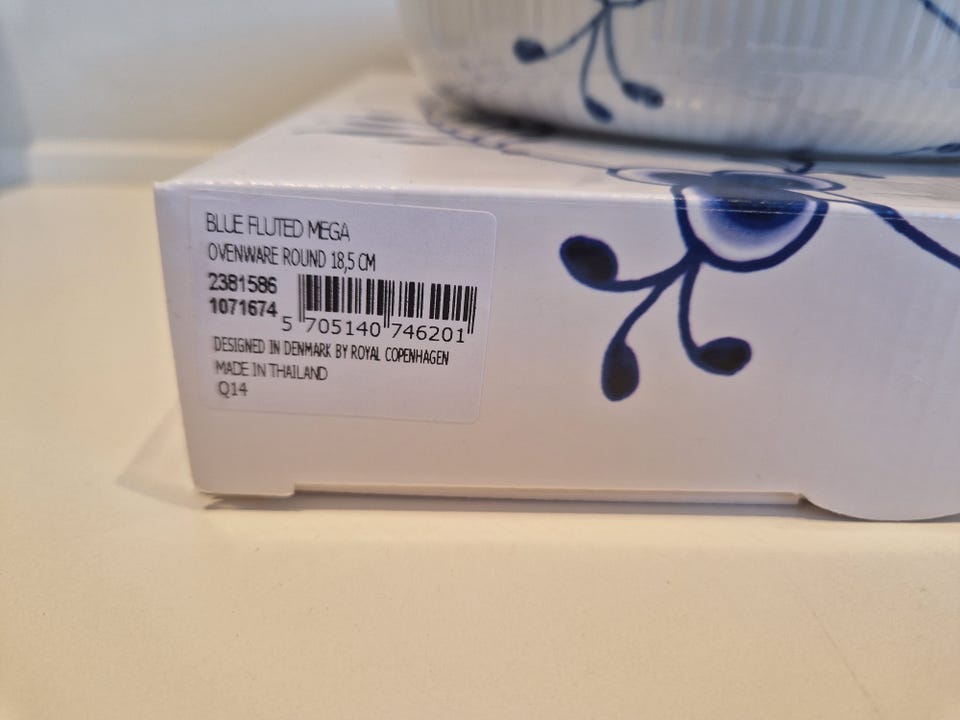 BLUE FLUTED MEGA
OVENWARE ROUND 18,5 CM
2381586
1071674
5 705140 746201
DESIGNED IN DENMARK BY ROYAL COPENHAGEN
MADE IN THAILAND
Q14